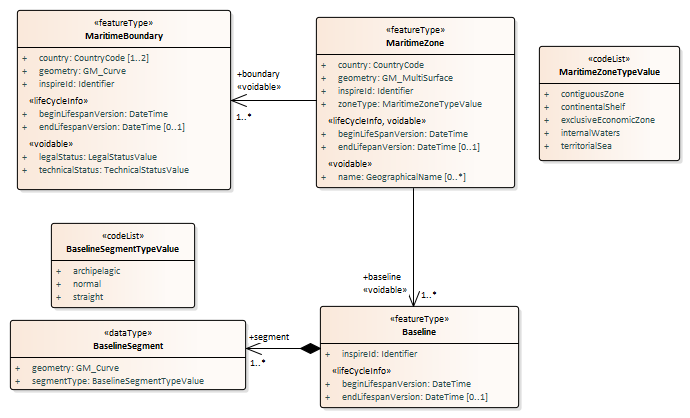 «featureType»
MaritimeBoundary
+ country: CountryCode [1..2]
+ geometry: GM_Curve
+ inspireId: Identifier
«lifeCycleInfo»
+ beginLifespanVersion: DateTime
+ endLifespanVersion: DateTime [0..1]
«voidable»
+ legalStatus: LegalStatusValue
+ technicalStatus: TechnicalStatusValue
+boundary
«voidable»
1..*
«featureType»
MaritimeZone
+ country: CountryCode
+ geometry: GM_MultiSurface
+ inspireId: Identifier
+ zoneType: MaritimeZoneTypeValue
«lifeCycleInfo, voidable»
+ beginLifeSpanVersion: DateTime
+ endLifepanVersion: DateTime [0..1]
«voidable»
+ name: GeographicalName [0..*]
«codeList»
MaritimeZoneTypeValue
+ contiguousZone
+ continentalShelf
+ exclusiveEconomicZone
+ internalWaters
+ territorialSea
«codeList»
BaselineSegmentTypeValue
+ archipelagic
+ normal
+ straight
+baseline
«voidable»
1..*
«dataType»
BaselineSegment
+ geometry: GM_Curve
+ segmentType: BaselineSegmentTypeValue
+segment
1..*
«featureType»
Baseline
+ inspireId: Identifier
«lifeCycleInfo»
+ beginLifespanVersion: DateTime
+ endLifespanVersion: DateTime [0..1]